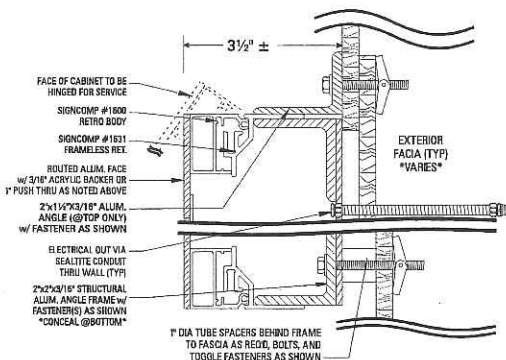 3½" ±
FACE OF CABINET TO BE
HINGED FOR SERVICE
SIGNCOMP #1600
RETRO BODY
SIGNCOMP #1631
FRAMELESS RET.
ROUTED ALUM. FACE
w/ 3/16" ACRYLIC BACKER OR
1" PUSH THRU AS NOTED ABOVE
2"x1½"X3/16" ALUM.
ANGLE (@TOP ONLY)
w/ FASTENER AS SHOWN
ELECTRICAL OUT VIA
SEALTITE CONDUIT
THRU WALL (TYP)
2"x2"x3/16" STRUCTURAL
ALUM. ANGLE FRAME w/
FASTENER(S) AS SHOWN
*CONCEAL @BOTTOM*
EXTERIOR
FACIA (TYP)
*VARIES*
1" DIA TUBE SPACERS BEHIND FRAME
TO FASCIA AS REQ'D, BOLTS, AND
TOGGLE FASTENERS AS SHOWN